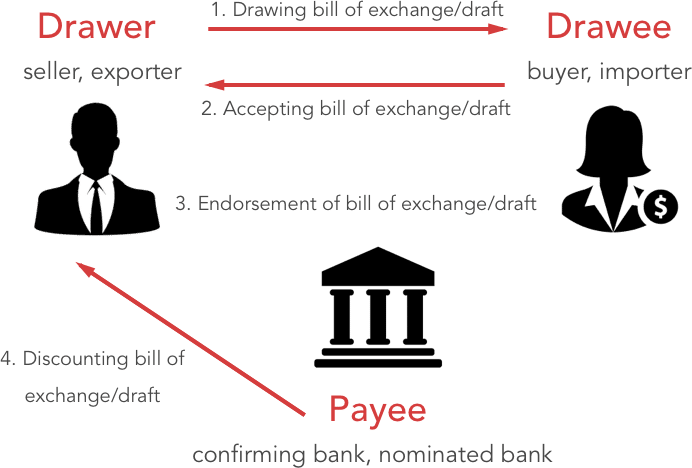 Drawer
1. Drawing bill of exchange/draft
Drawee
seller, exporter
buyer, importer
2. Accepting bill of exchange/draft
3. Endorsement of bill of exchange/draft
$
4. Discounting bill of
exchange/draft
Payee
confirming bank, nominated bank